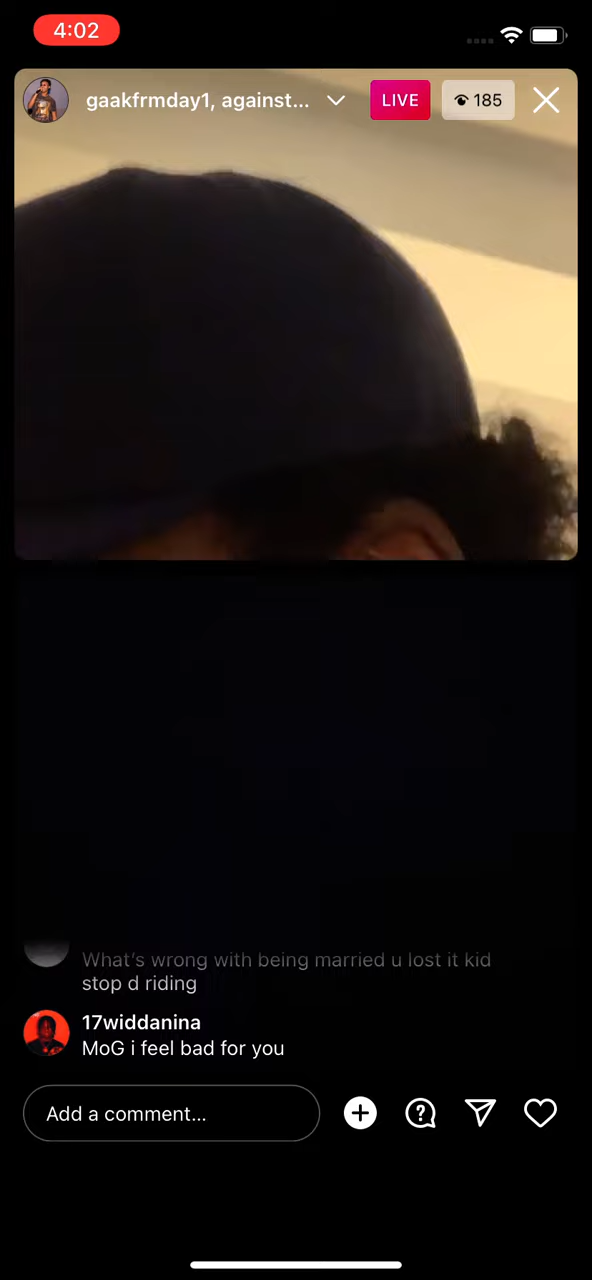 4:02
gaakfrmday1, against...
LIVE
185
What's wrong with being married u lost it kid
stop d riding
17widdanina
MoG i feel bad for you
Add a comment...